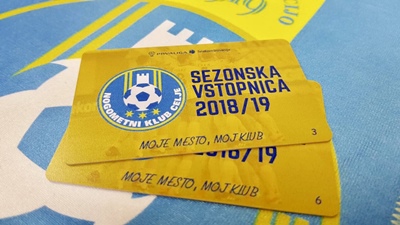 PRVALIGA
SEZONSKA
VSTOPNICA
2018/19
NOGOMETNI KLUB CELJE
MOJE MESTO, MOJ KLUB
3
2018/19
MOJE MESTO, MOJ KLUB
6